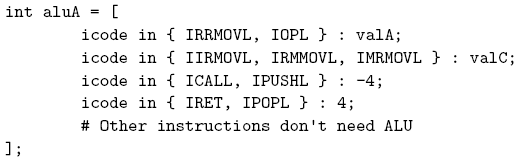 int aluA = [
        icode in { IRRMOVL, IOPL } : valA;
        icode in { IIRMOVL, IRMMOVL, IMRMOVL } : valC;
        icode in { ICALL, IPUSHL } : -4;
        icode in { IRET, IPOPL } : 4;
        # Other instructions don't need ALU
];